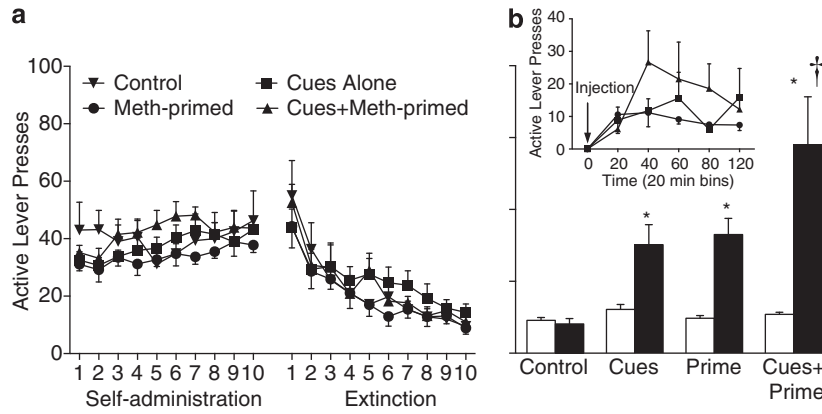 a
Active Lever Presses
100
80
60
40
20
0
Control
Cues Alone
Meth-primed
Cues+Meth-primed
1 2 3 4 5 6 7 8 9 10
1 2 3 4 5 6 7 8 9 10
Self-administration
Extinction
b
Active Lever Presses
40
30
20
10
0
Injection
0 20 40 60 80 120
Time (20 min bins)
*
*
*
†
Control
Cues
Prime
Cues+
Prime